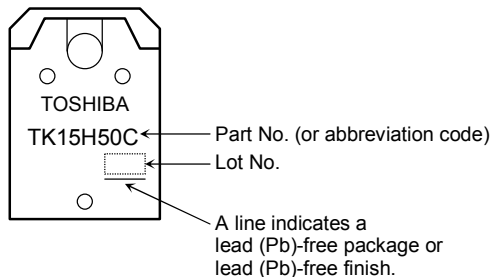 TOSHIBA
TK15H50C
Part No. (or abbreviation code)
Lot No.
A line indicates a
lead (Pb)-free package or
lead (Pb)-free finish.